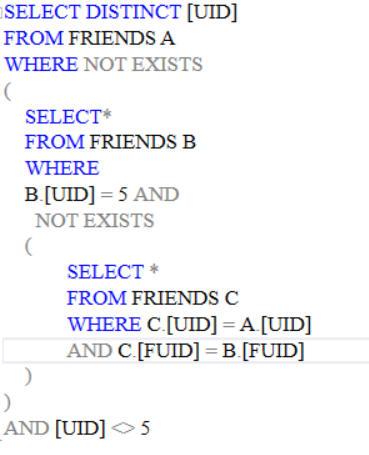 SELECT DISTINCT [UID]
FROM FRIENDS A
WHERE NOT EXISTS
(
SELECT*
FROM FRIENDS B
WHERE
B.[UID] = 5 AND
NOT EXISTS
(
SELECT *
FROM FRIENDS C
WHERE C.[UID] = A.[UID]
AND C.[FUID] = B.[FUID]
)
)
AND [UID] <> 5